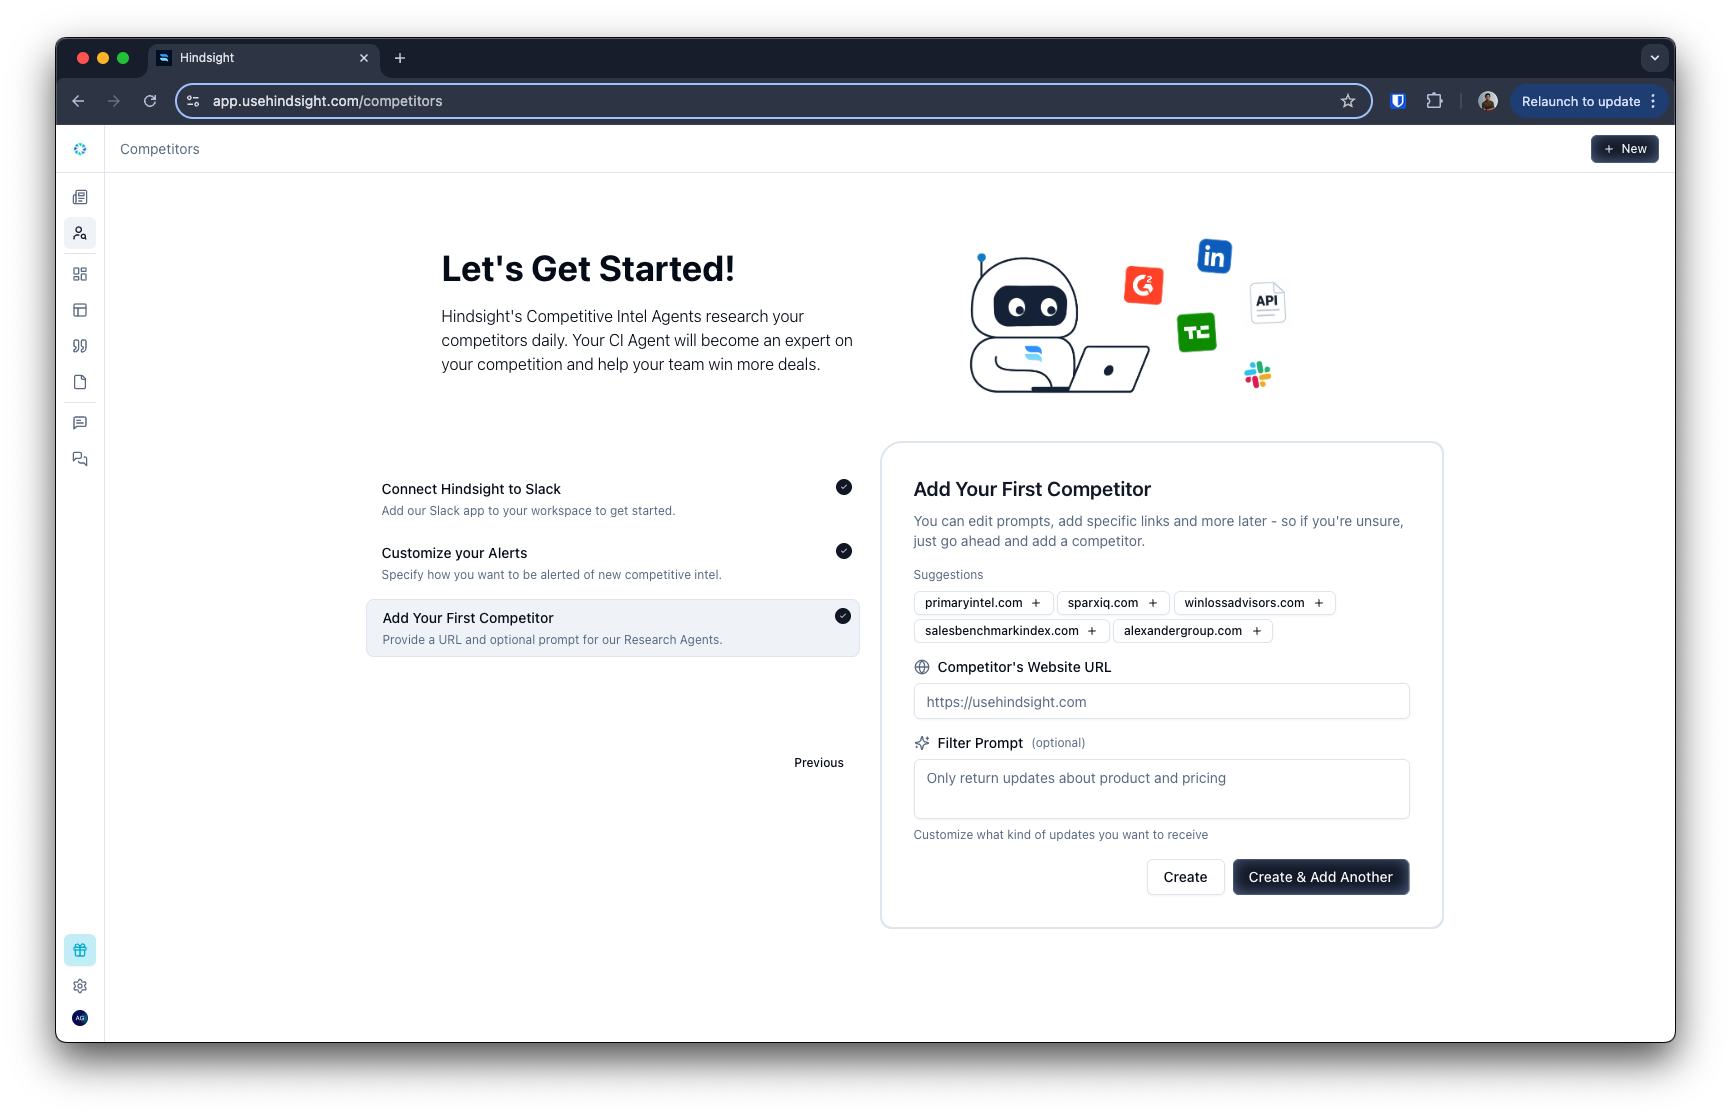 Hindsight
app.usehindsight.com/competitors
Relaunch to update
Competitors
+ New
Let's Get Started!
Hindsight's Competitive Intel Agents research your
competitors daily. Your CI Agent will become an expert on
your competition and help your team win more deals.
in
G2
API
TC
Connect Hindsight to Slack
Add our Slack app to your workspace to get started.
Customize your Alerts
Specify how you want to be alerted of new competitive intel.
Add Your First Competitor
Provide a URL and optional prompt for our Research Agents.
Previous
Add Your First Competitor
You can edit prompts, add specific links and more later - so if you're unsure,
just go ahead and add a competitor.
Suggestions
primaryintel.com + sparxiq.com + winlossadvisors.com +
salesbenchmarkindex.com + alexandergroup.com +
Competitor's Website URL
https://usehindsight.com
Filter Prompt (optional)
Only return updates about product and pricing
Customize what kind of updates you want to receive
Create Create & Add Another
AG